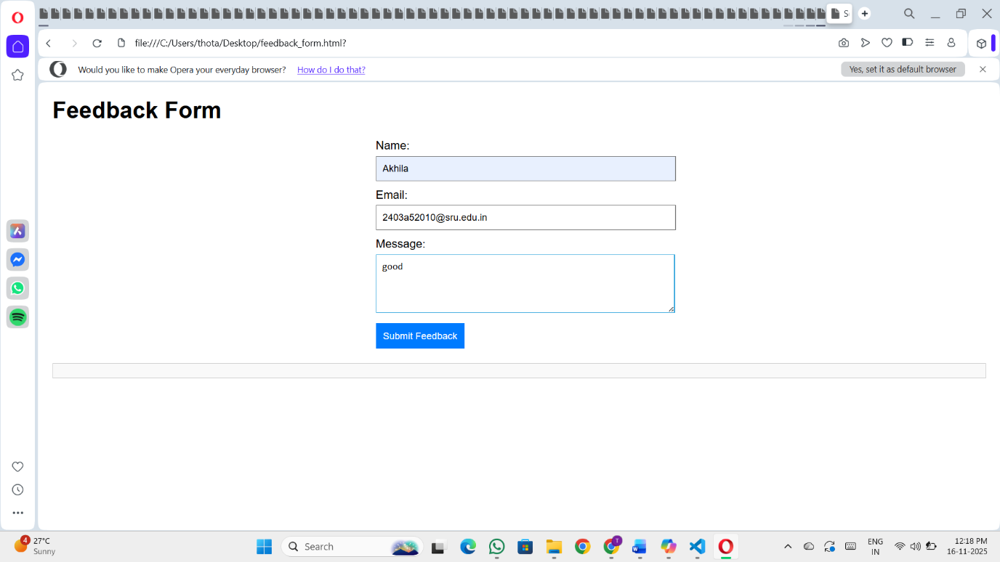 S
file:///C:/Users/thota/Desktop/feedback_form.html?
Would you like to make Opera your everyday browser? How do I do that? Yes, set it as default browser
Feedback Form
Name:
Akhila
Email:
2403a52010@sru.edu.in
Message:
good
Submit Feedback
4 27°C
Sunny
Search
T
W
ENG
IN
12:18 PM
16-11-2025